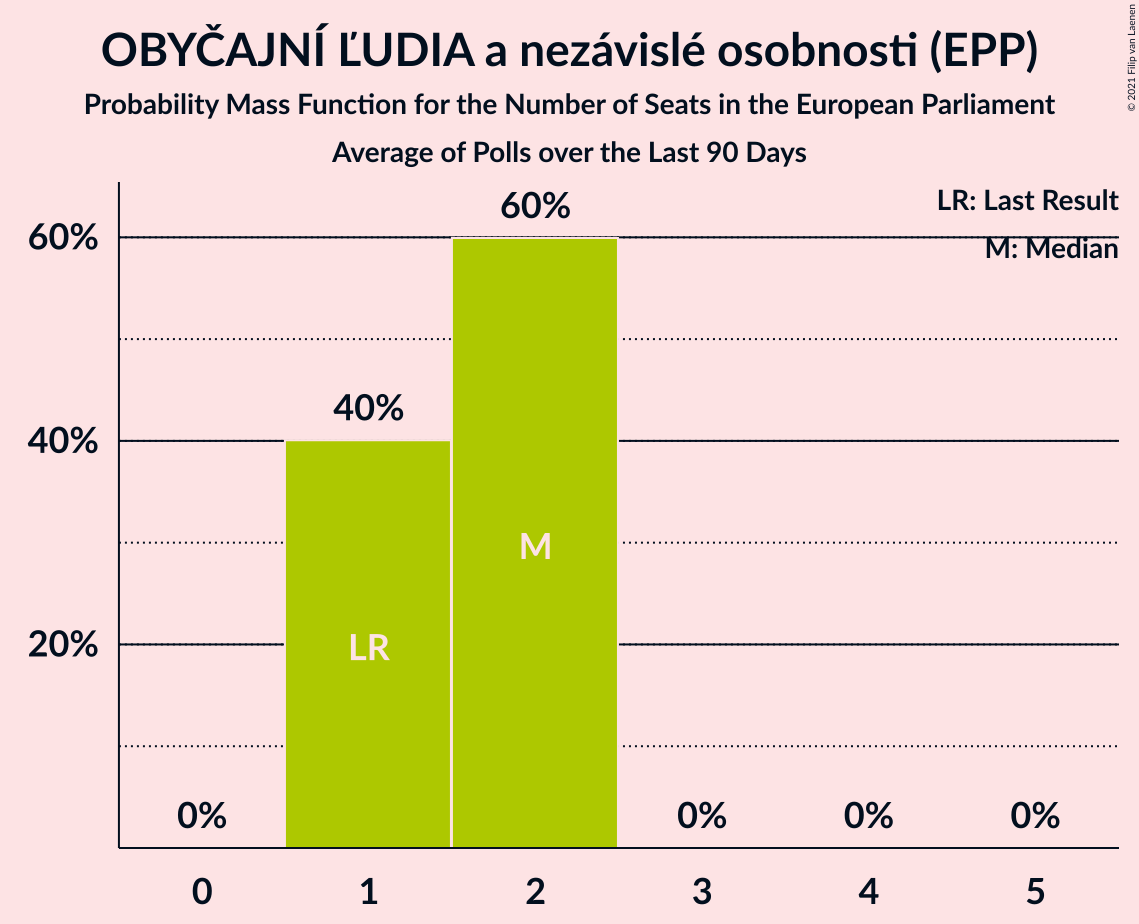 OBYČAJNÍ ĽUDIA a nezávislé osobnosti (EPP)
Probability Mass Function for the Number of Seats in the European Parliament
Average of Polls over the Last 90 Days
© 2021 Filip van Laenen
LR: Last Result
M: Median
60%
40%
20%
0%
40%
60%
0%
0%
0%
LR
M
0
1
2
3
4
5